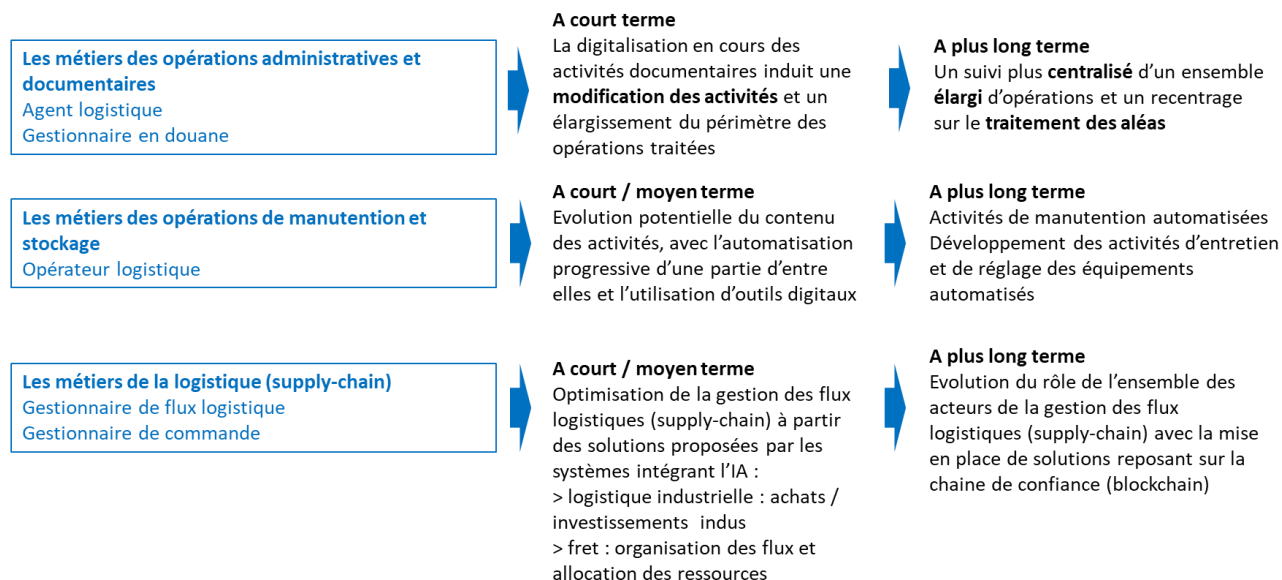 Les métiers des opérations administratives et
documentaires
Agent logistique
Gestionnaire en douane
A court terme
La digitalisation en cours des
activités documentaires induit une
modification des activités et un
élargissement du périmètre des
opérations traitées
A plus long terme
Un suivi plus centralisé d’un ensemble
élargi d’opérations et un recentrage
sur le traitement des aléas
Les métiers des opérations de manutention et
stockage
Opérateur logistique
A court / moyen terme
Evolution potentielle du contenu
des activités, avec l’automatisation
progressive d’une partie d’entre
elles et l’utilisation d’outils digitaux
A plus long terme
Activités de manutention automatisées
Développement des activités d’entretien
et de réglage des équipements
automatisés
Les métiers de la logistique (supply-chain)
Gestionnaire de flux logistique
Gestionnaire de commande
A court / moyen terme
Optimisation de la gestion des flux
logistiques (supply-chain) à partir
des solutions proposées par les
systèmes intégrant l’IA :
> logistique industrielle : achats /
investissements indus
> fret : organisation des flux et
allocation des ressources
A plus long terme
Evolution du rôle de l’ensemble des
acteurs de la gestion des flux
logistiques (supply-chain) avec la mise
en place de solutions reposant sur la
chaine de confiance (blockchain)